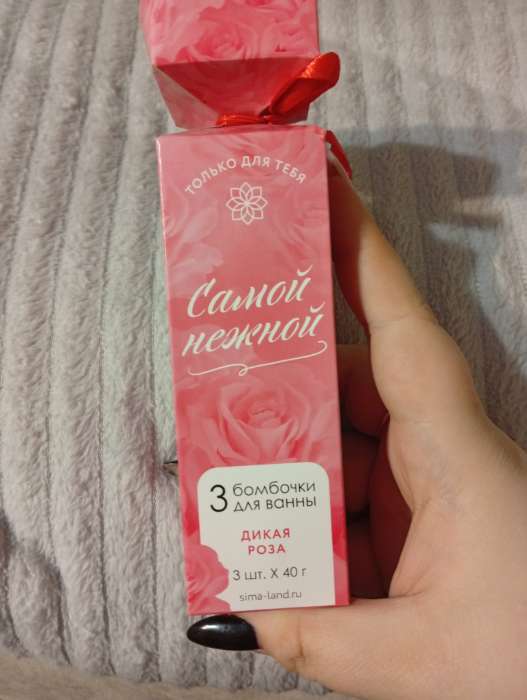 ТОЛЬКО ДЛЯ ТЕБЯ
Самой
нежной
3 бомбочки
для ванны
ДИКАЯ
РОЗА
3 шт. Х 40 г
sima-land.ru